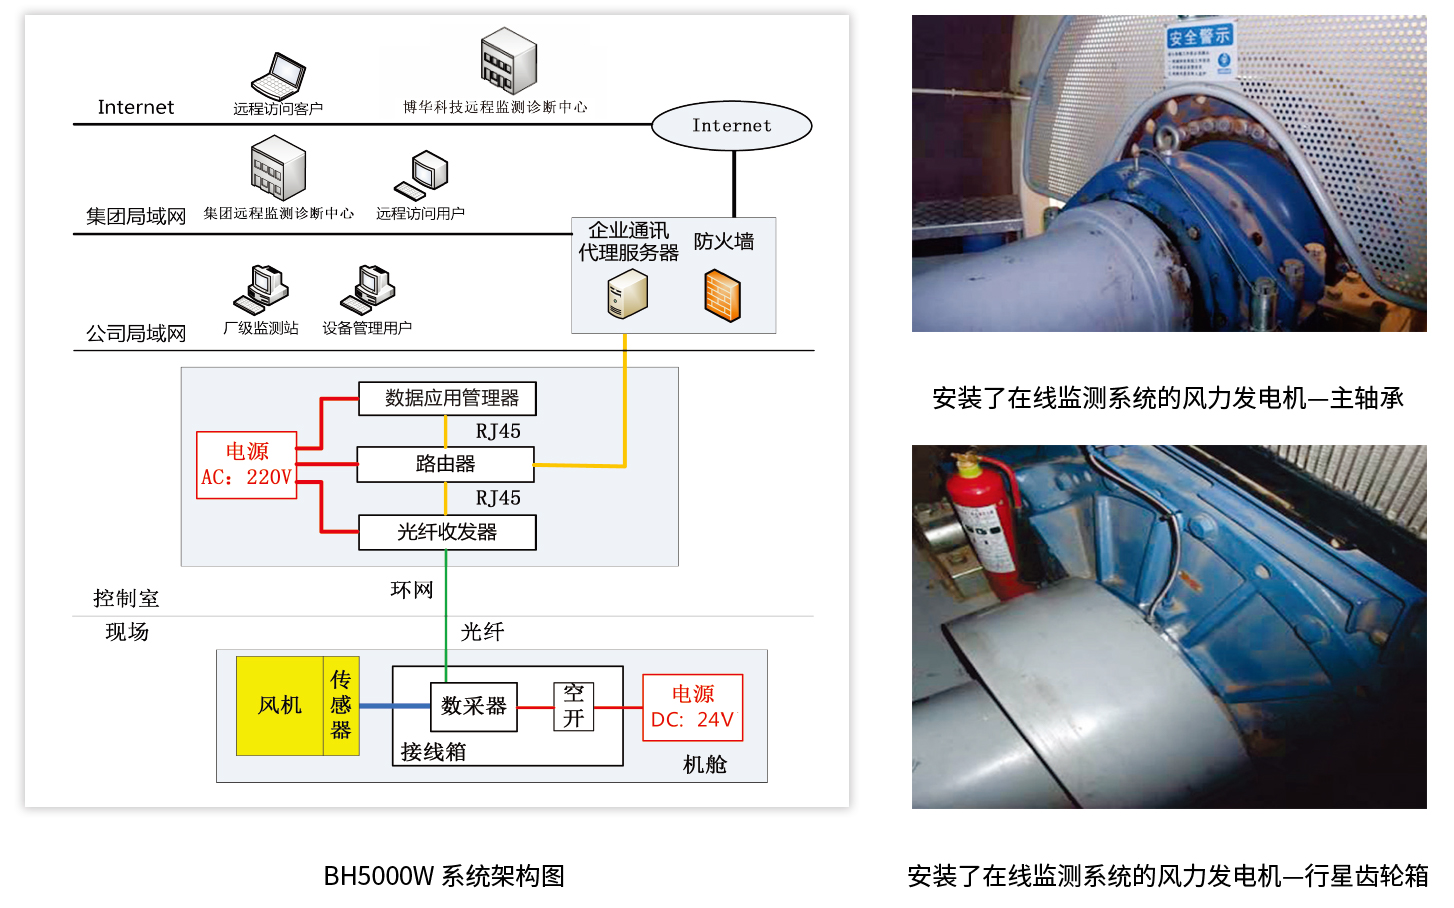 Internet
远程访问客户
博华科技远程监测诊断中心
Internet
集团局域网
集团远程监测诊断中心
远程访问用户
企业通讯
代理服务器
防火墙
公司局域网
厂级监测站
设备管理用户
数据应用管理器
RJ45
电源
AC：220V
路由器
RJ45
光纤收发器
环网
控制室
现场
光纤
风机
传感器
数采器
空开
电源
DC：24V
接线箱
机舱
BH5000W 系统架构图
安全警示
安装了在线监测系统的风力发电机—主轴承
安装了在线监测系统的风力发电机—行星齿轮箱